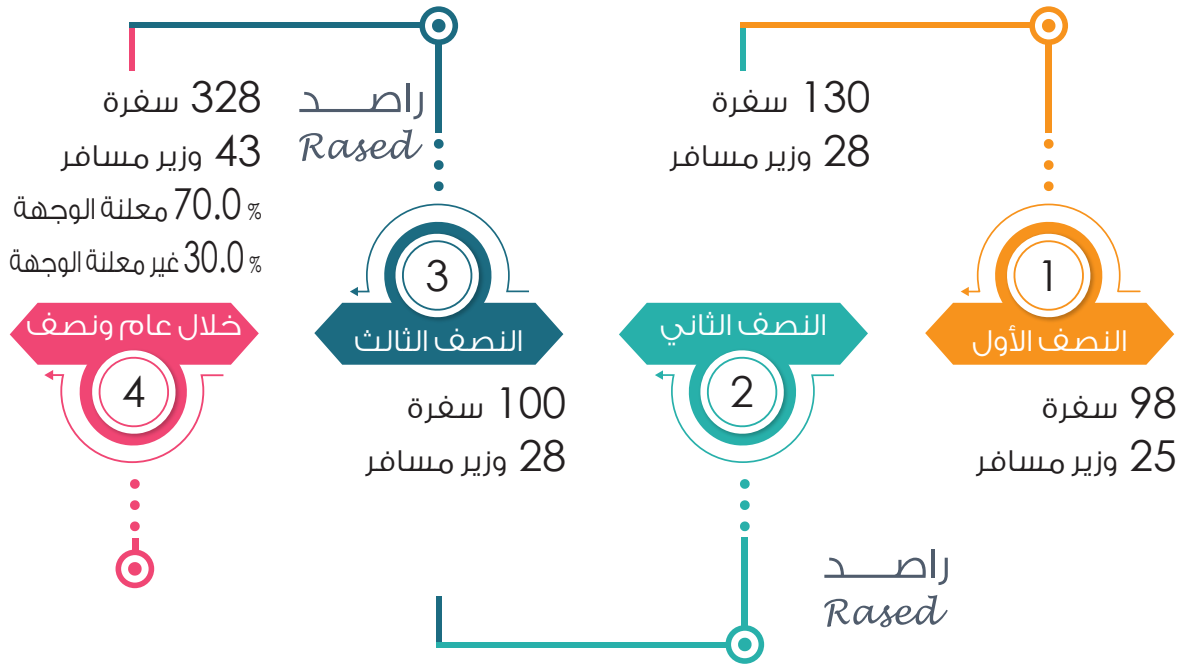 1
النصف الأول
98 سفرة
25 وزير مسافر
130 سفرة
28 وزير مسافر
النصف الثاني
2
راصد
Rased
3
النصف الثالث
100 سفرة
28 وزير مسافر
راصد
Rased
328 سفرة
43 وزير مسافر
% 70.0 معلنة الوجهة
% 30.0 غير معلنة الوجهة
خلال عام ونصف
4